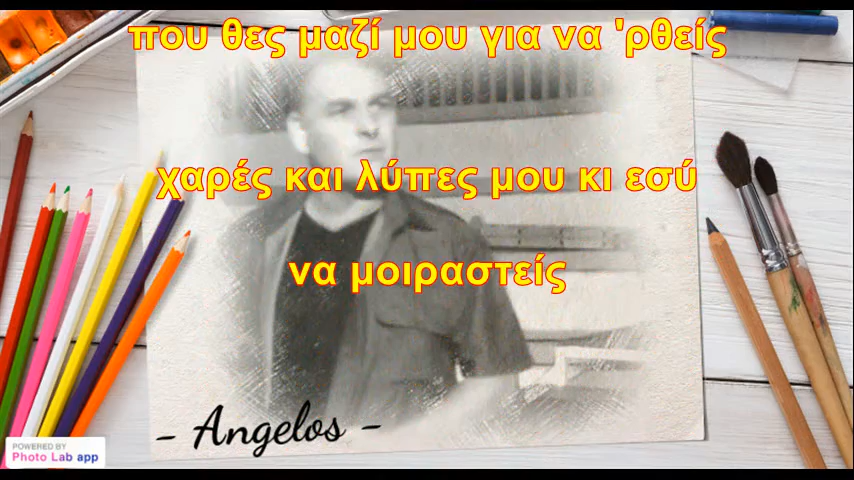 που θες μαζί μου για να 'ρθείς
χαρές και λύπες μου κι εσύ
να μοιραστείς
- Angelos -
POWERED BY
Photo Lab app